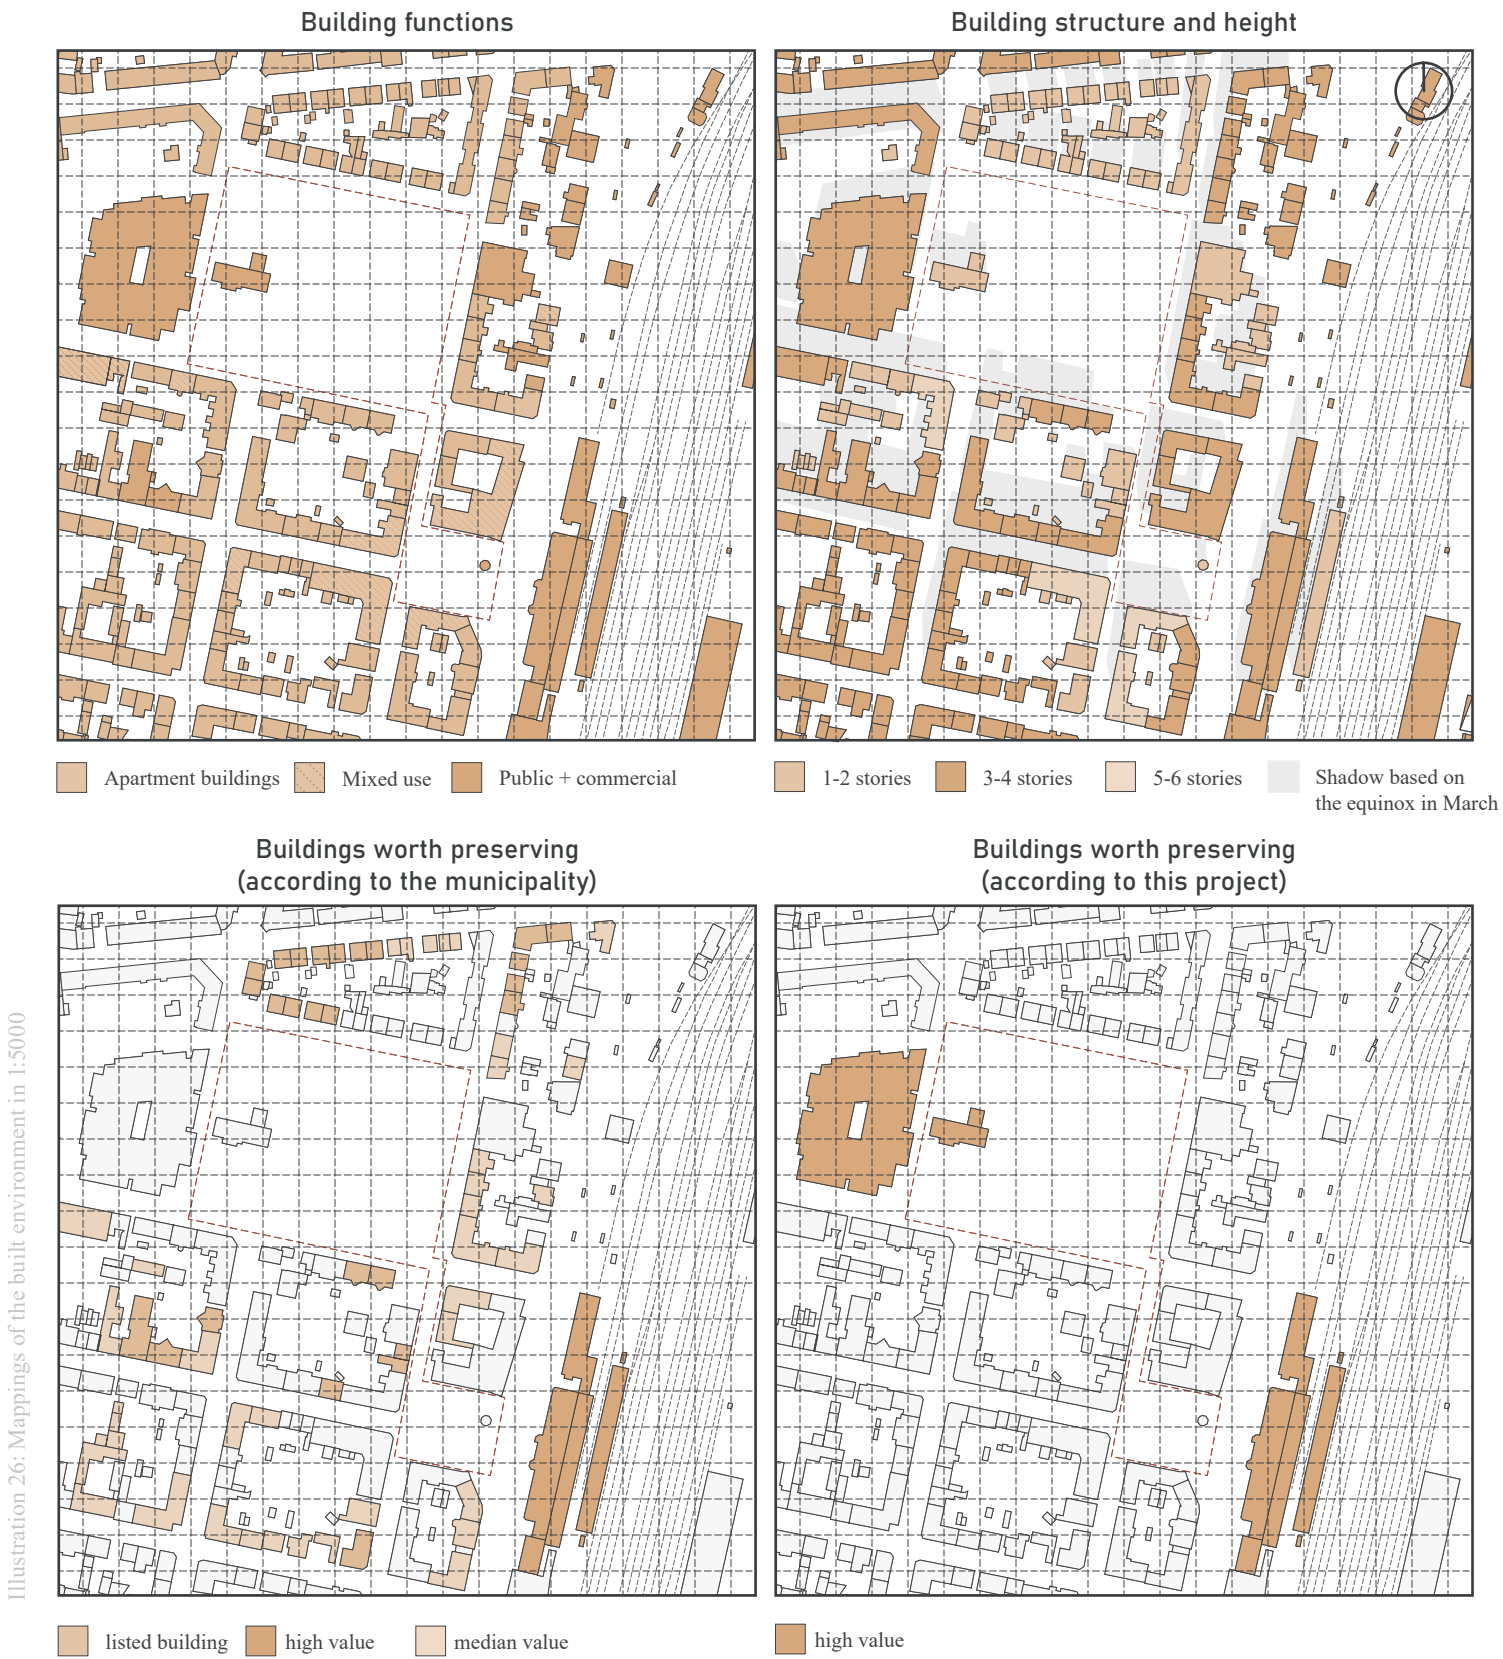 Building functions
Building structure and height
Apartment buildings
Mixed use
Public + commercial
1-2 stories
3-4 stories
5-6 stories
Shadow based on
the equinox in March
Buildings worth preserving
(according to the municipality)
Buildings worth preserving
(according to this project)
listed building
high value
median value
high value
Illustration 26: Mappings of the built environment in 1:5000